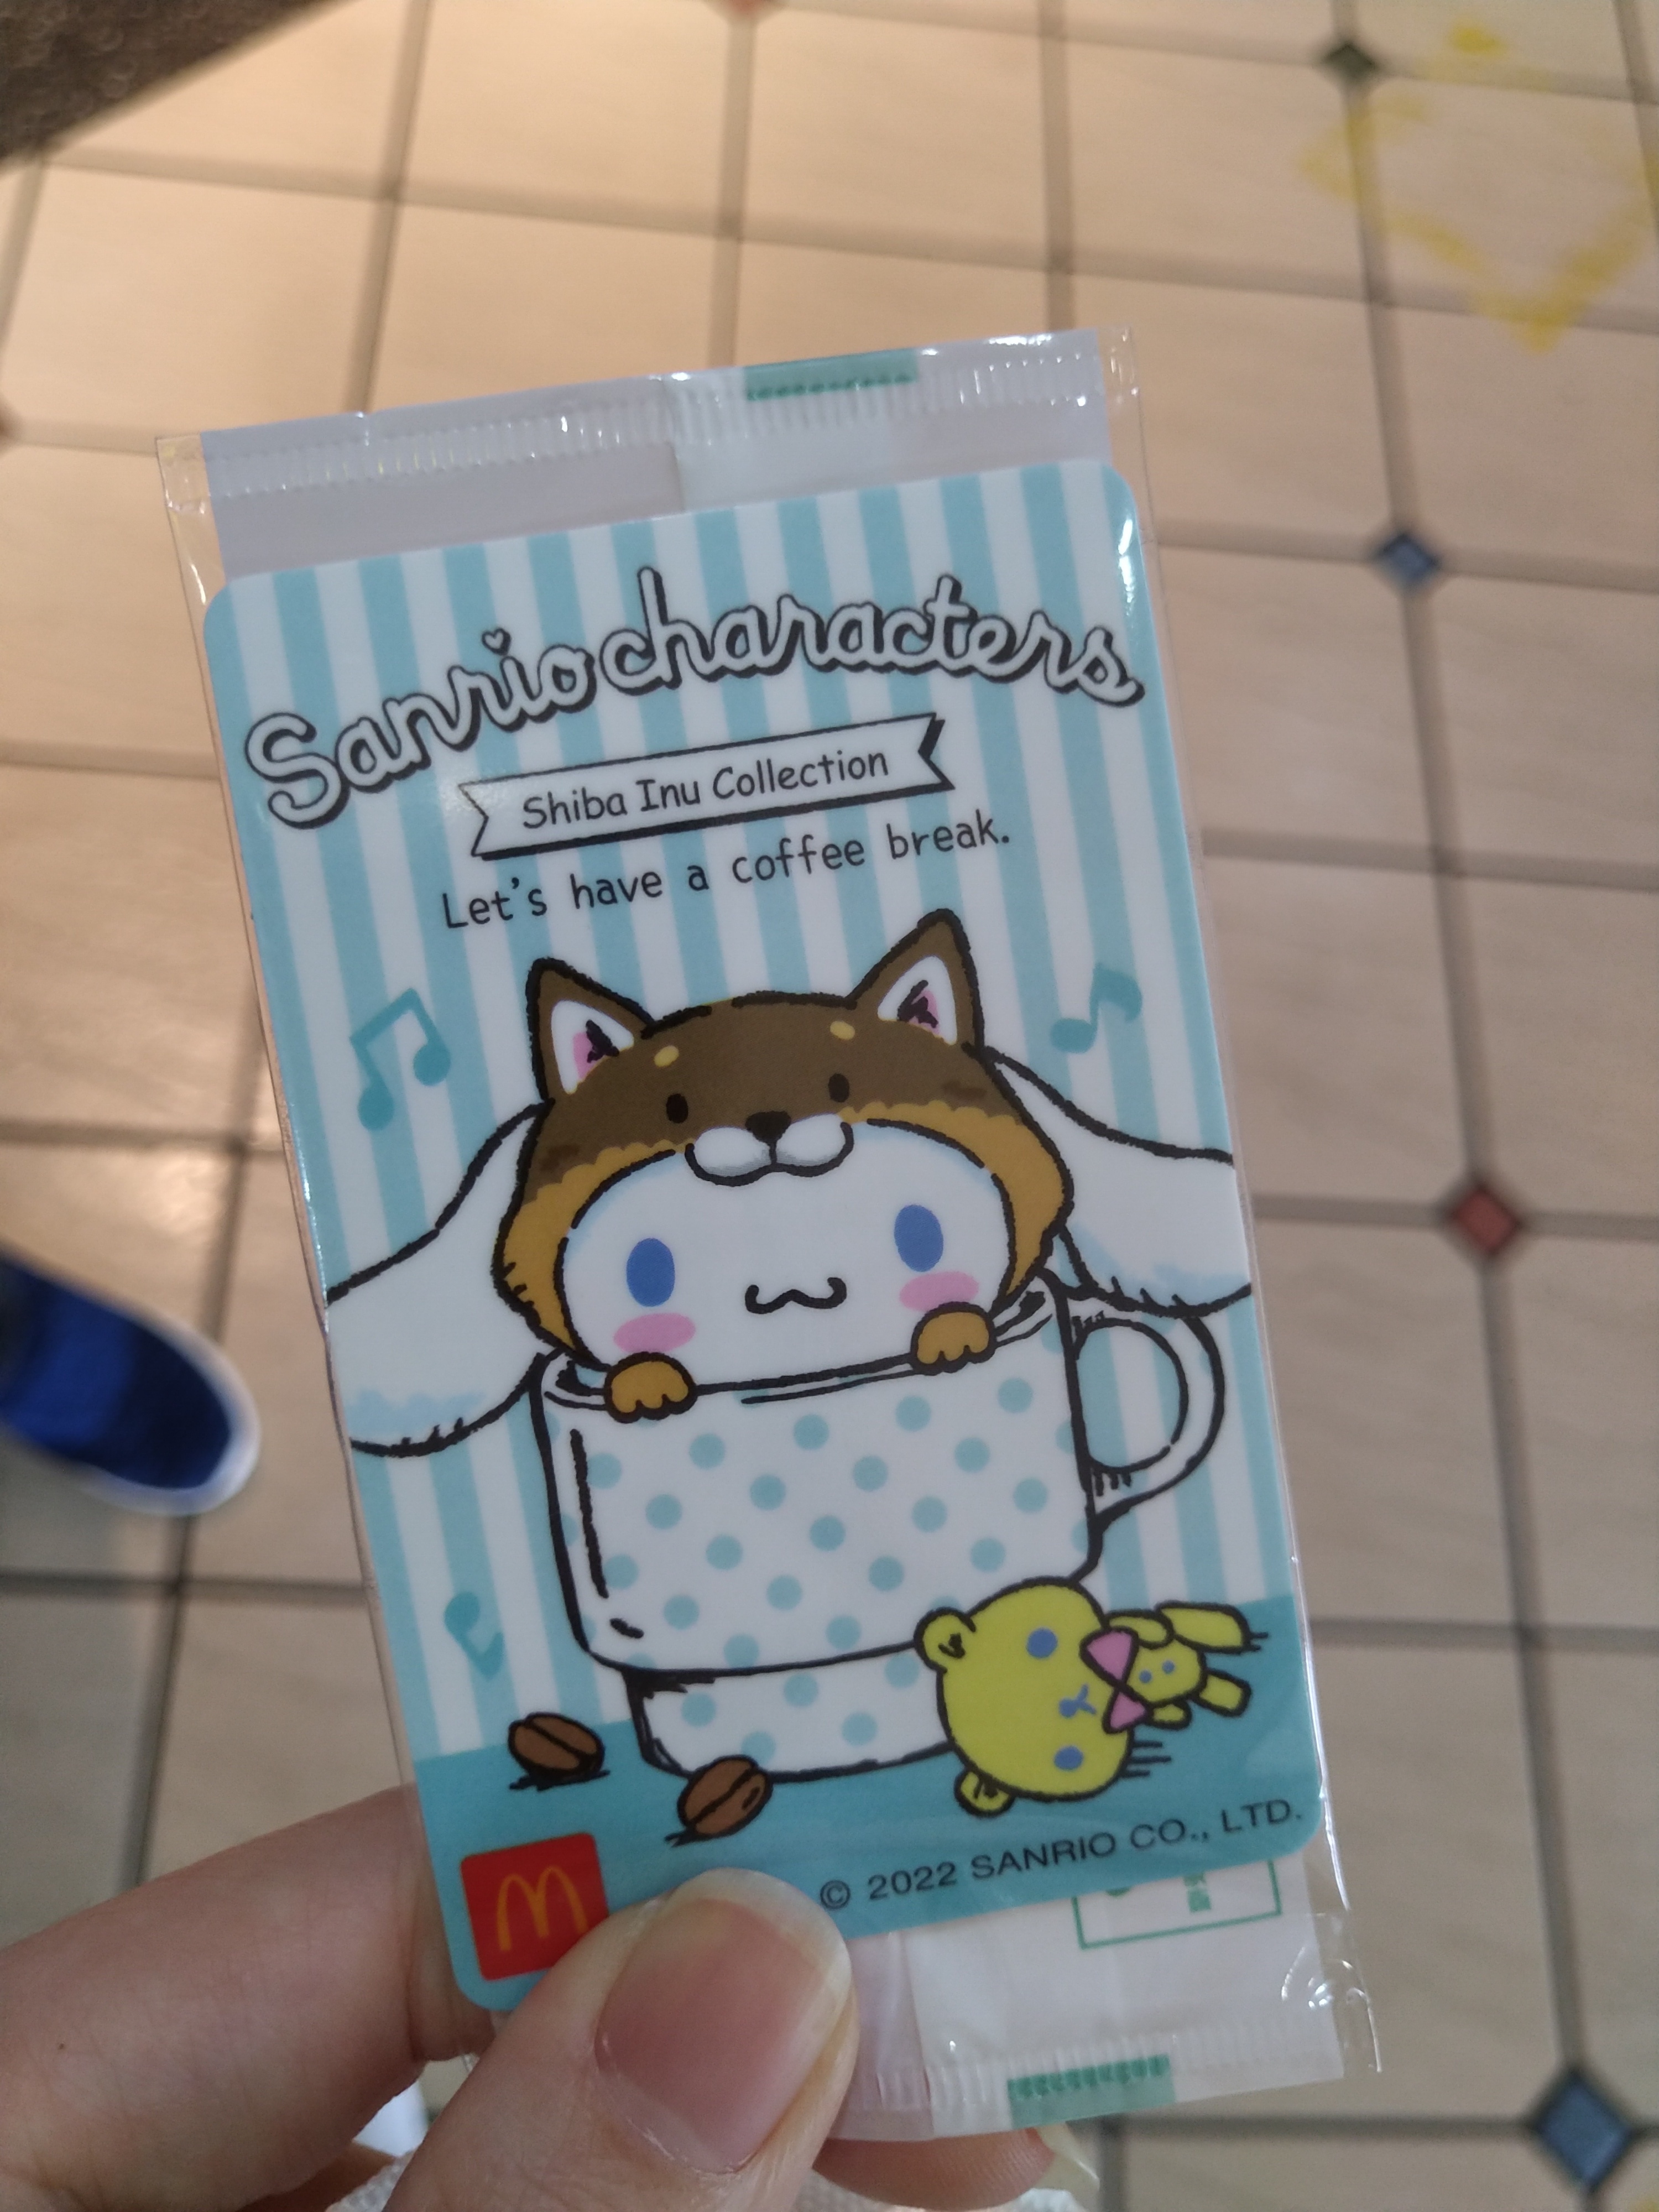 Sanrio characters
Shiba Inu Collection
Let's have a coffee break.
© 2022 SANRIO CO., LTD.